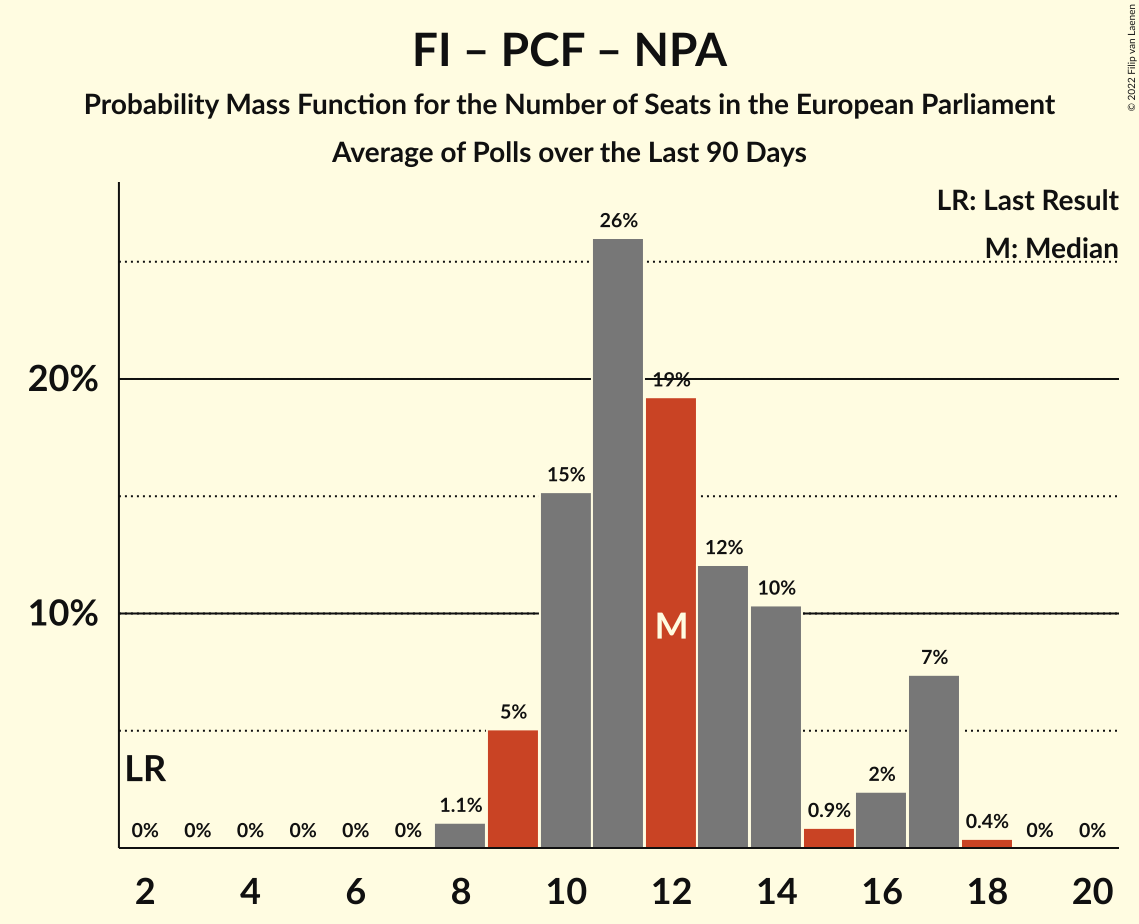 FI – PCF – NPA
Probability Mass Function for the Number of Seats in the European Parliament
Average of Polls over the Last 90 Days
© 2022 Filip van Laenen
LR: Last Result
M: Median
26%
20%
19%
15%
12%
10%
10%
M
7%
5%
LR
2%
1.1%
0.9%
0.4%
0% 0% 0% 0% 0% 0% 0% 0%
2 4 6 8 10 12 14 16 18 20